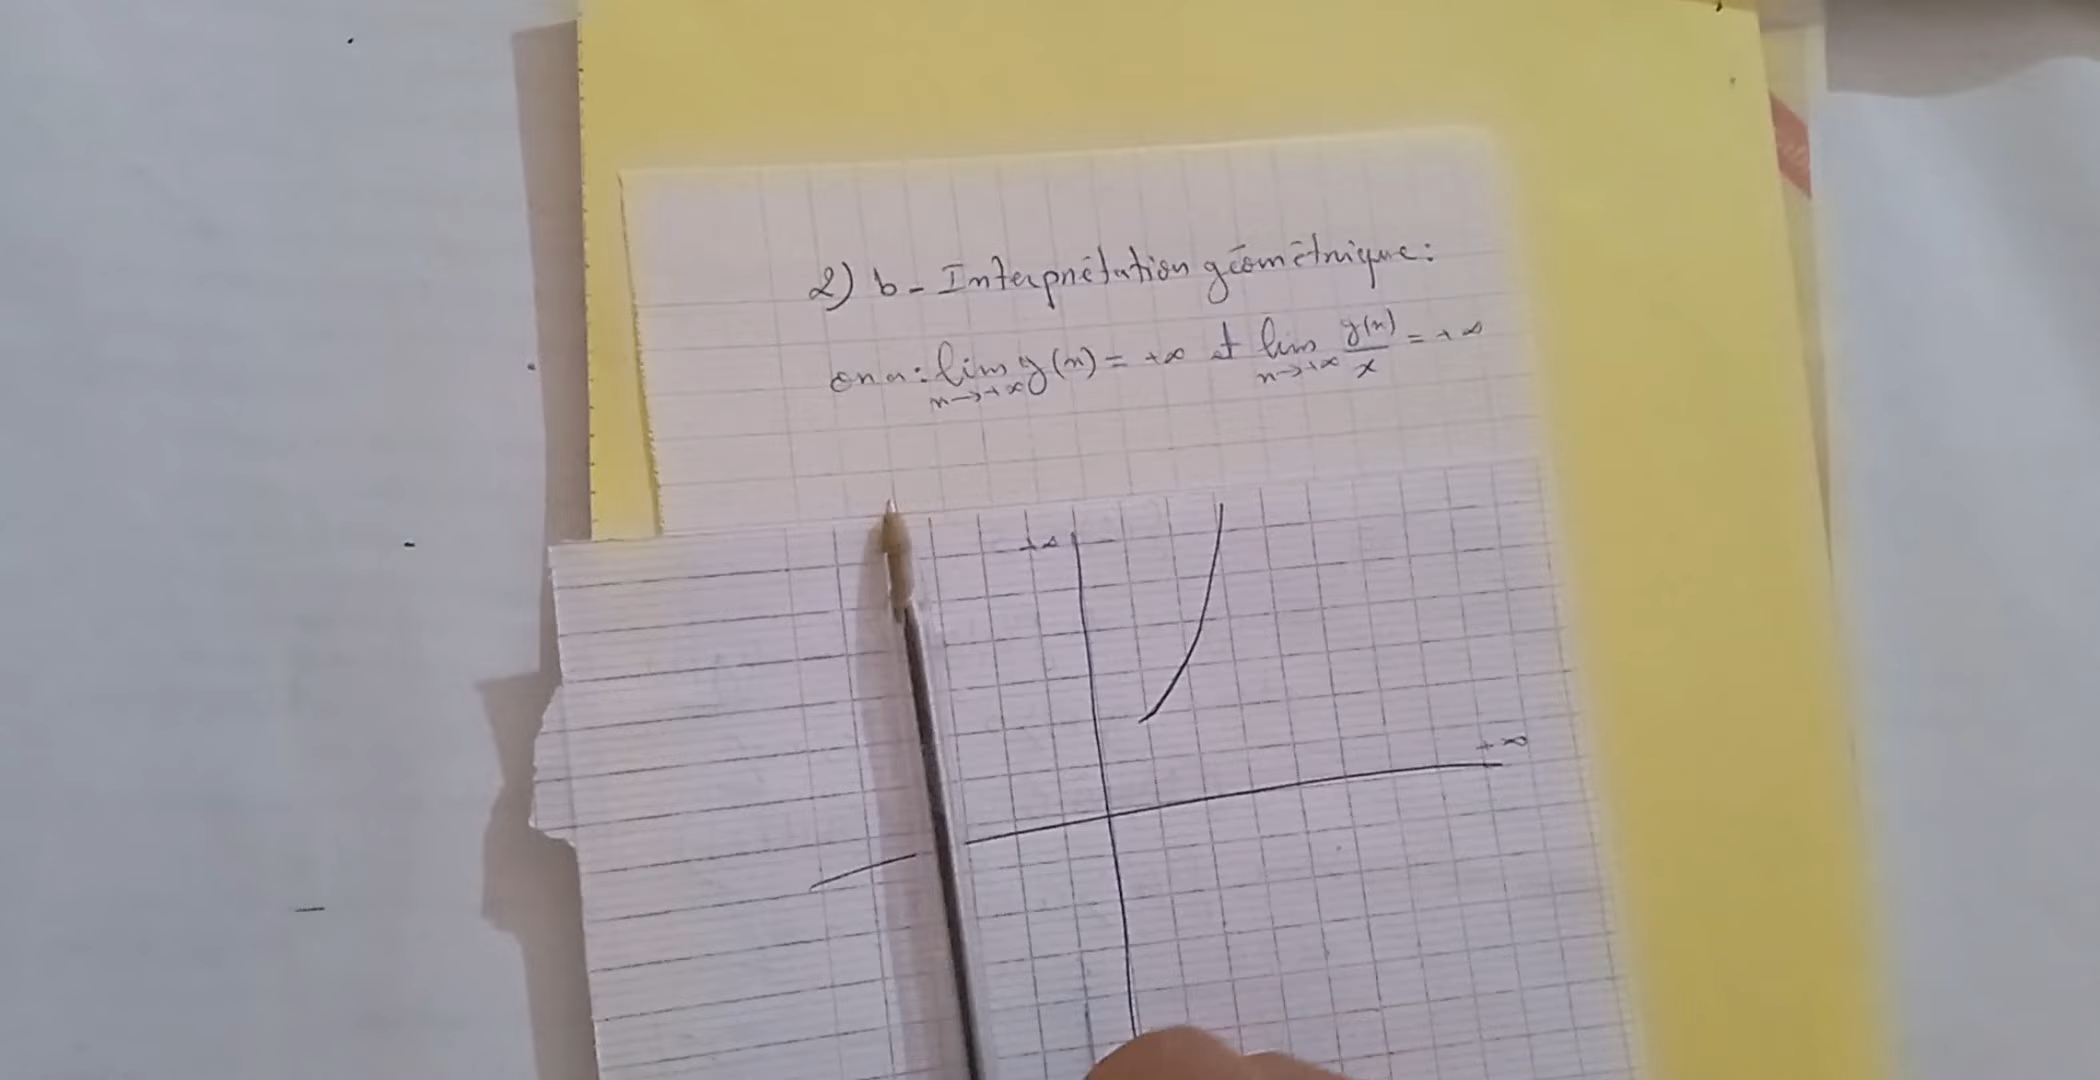 2) b - Interprétation géométrique:
on a: lim g(x) = +∞ et lim g(x)/x = +∞
x→+∞ x→+∞
+∞
+∞